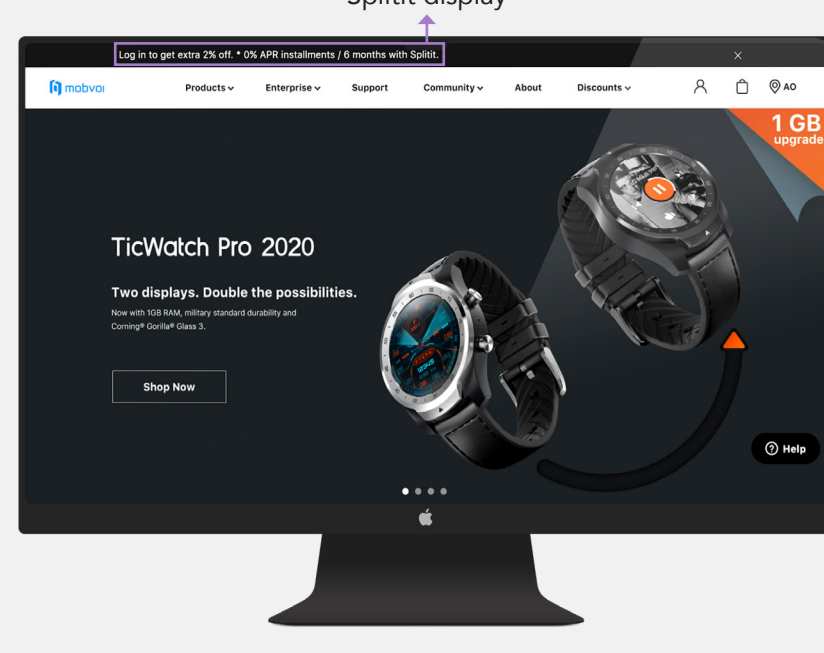 Splitit display
Log in to get extra 2% off. * 0% APR installments / 6 months with Splitit.
mobvoi
Products
Enterprise
Support
Community
About
Discounts
AO
1 GB
upgrade
TicWatch Pro 2020
Two displays. Double the possibilities.
Now with 1GB RAM, military standard durability and
Corning® Gorilla® Glass 3.
Shop Now
Help